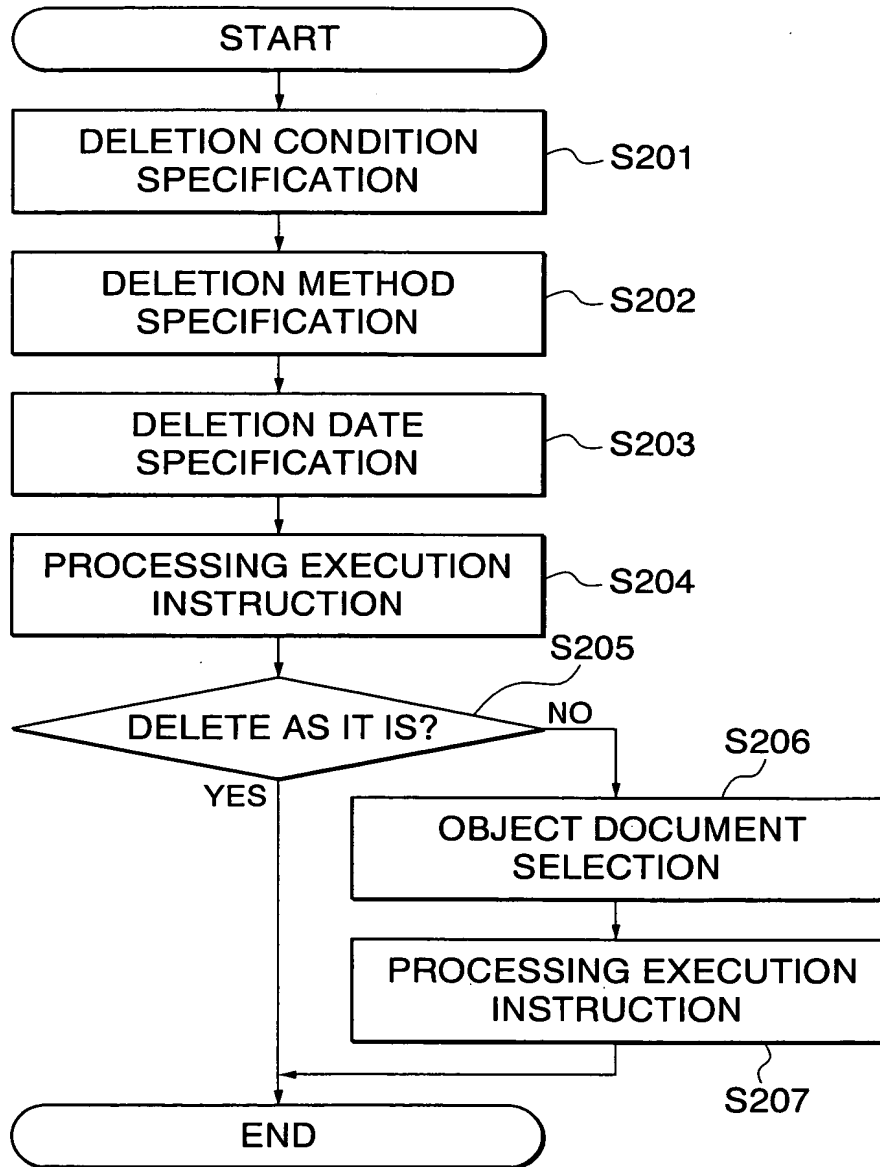 START
DELETION CONDITION
SPECIFICATION
S201
DELETION METHOD
SPECIFICATION
S202
DELETION DATE
SPECIFICATION
S203
PROCESSING EXECUTION
INSTRUCTION
S204
S205
DELETE AS IT IS?
NO
YES
S206
OBJECT DOCUMENT
SELECTION
PROCESSING EXECUTION
INSTRUCTION
S207
END